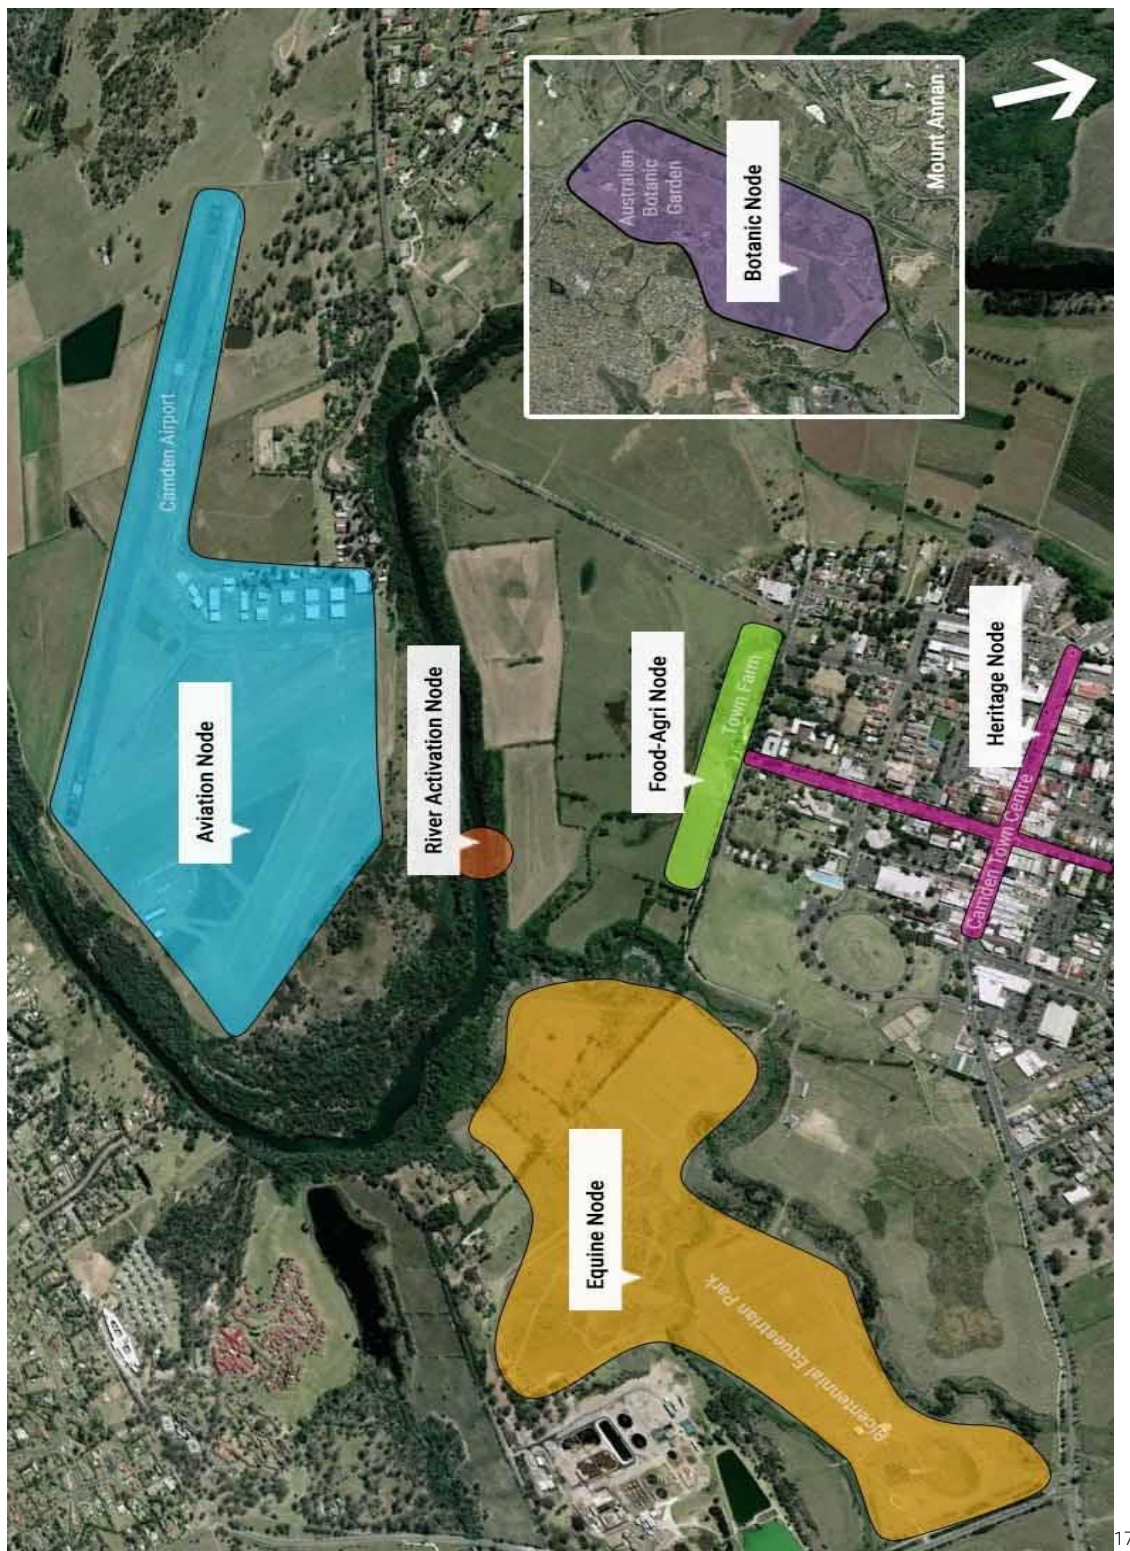 Camden Airport
Aviation Node
River Activation Node
Food-Agri Node
Town Farm
Heritage Node
Camden Town Centre
Equine Node
Bicentennial Equestrian Park
Australian
Botanic
Garden
Botanic Node
Mount Annan
17